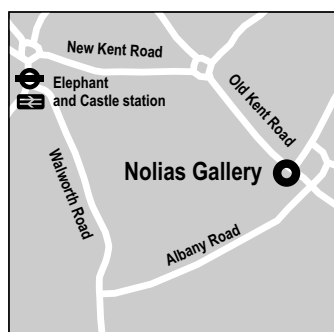 New Kent Road
Elephant
and Castle station
Old Kent Road
Nolias Gallery
Walworth Road
Albany Road